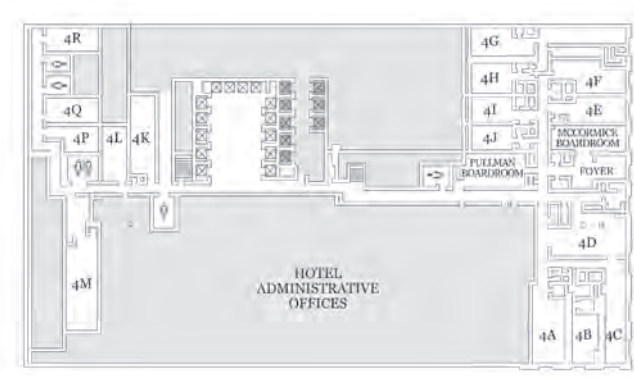 4R
4G
4H
4F
4Q
4I
4E
4P
4L
4K
4J
MCCORMICK
BOARDROOM
PULLMAN
BOARDROOM
FOYER
4D
4M
HOTEL
ADMINISTRATIVE
OFFICES
4A
4B
4C